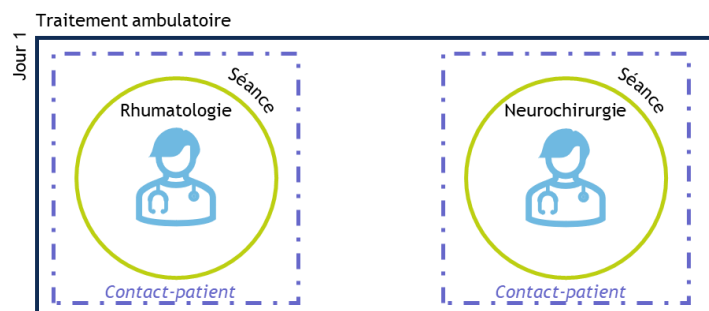 Traitement ambulatoire
Jour 1
Séance
Rhumatologie
Contact-patient
Séance
Neurochirurgie
Contact-patient